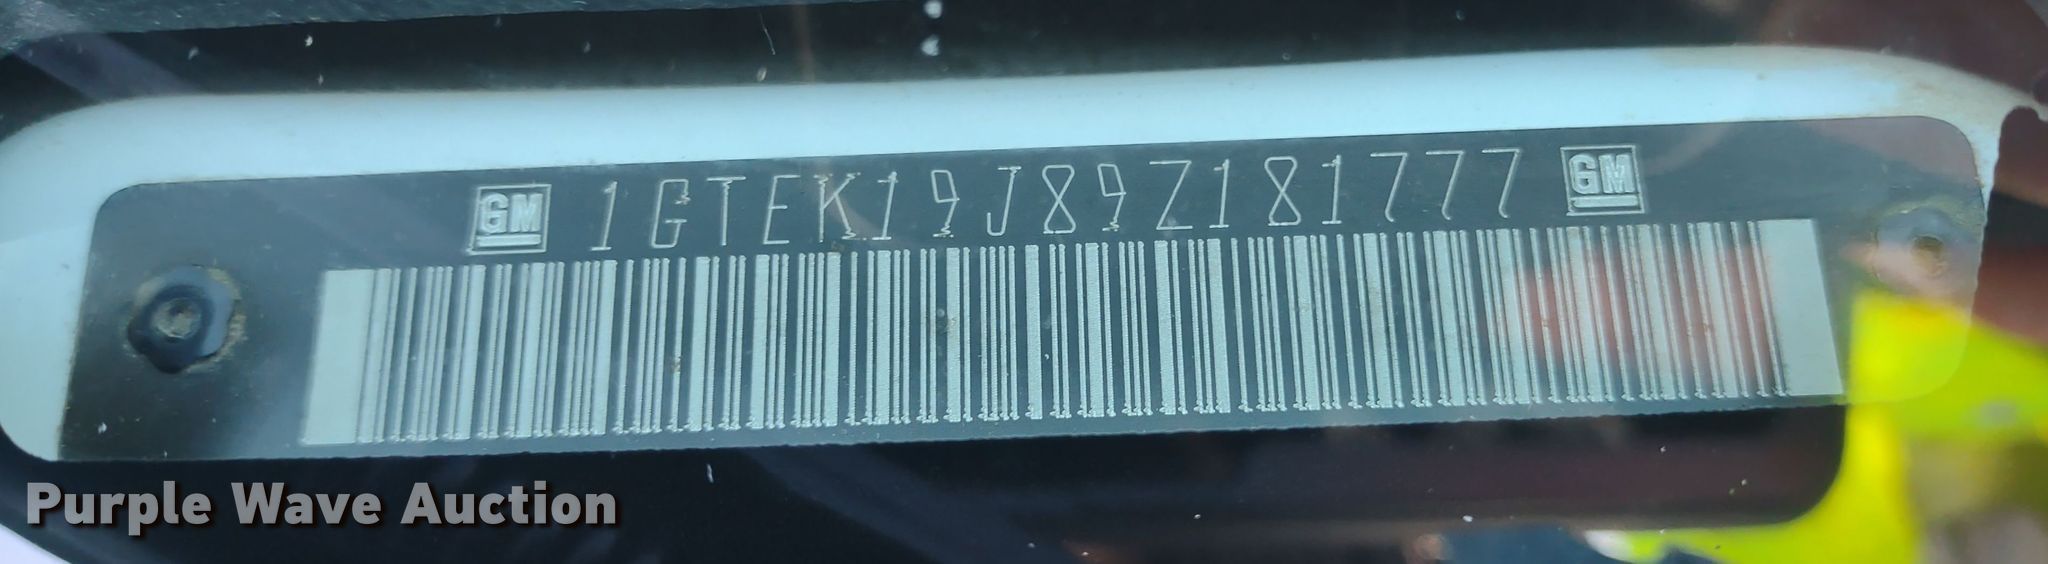 GM 1GTEK19J89Z181777 GM
Purple Wave Auction